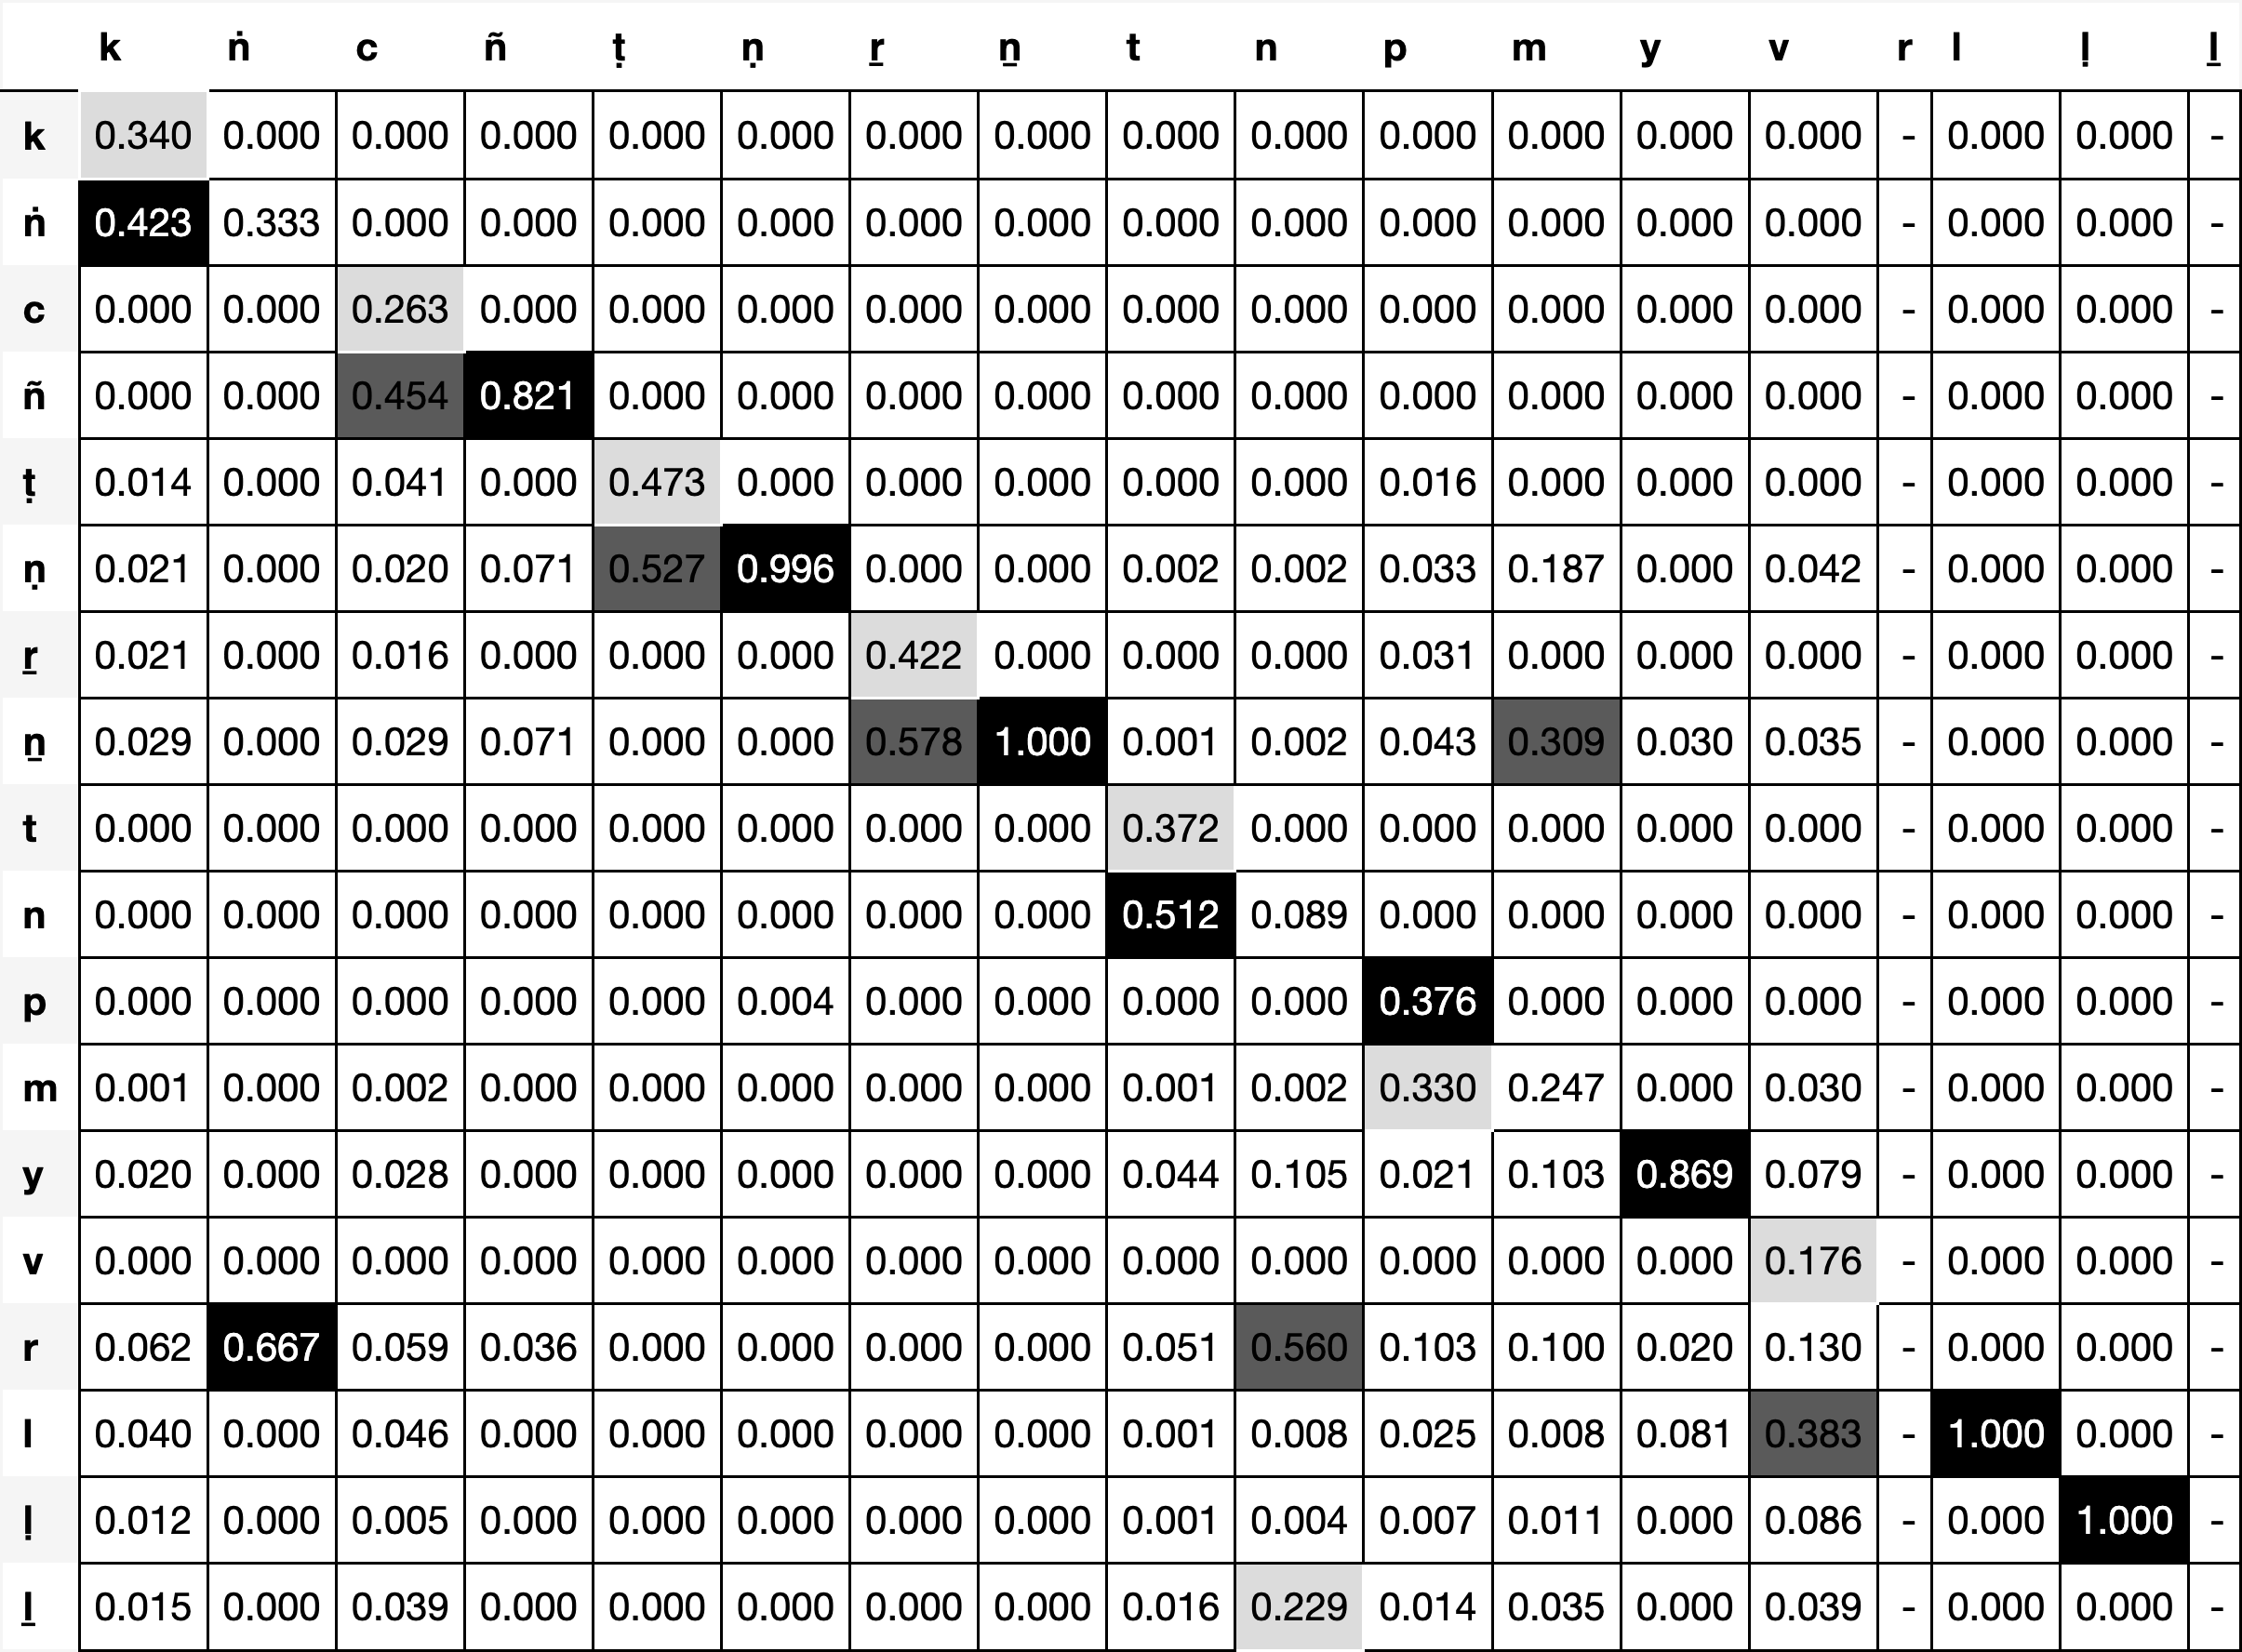 k ṅ c ñ ṭ ṇ ṟ ṉ t n p m y v r l ḷ ḻ
k 0.340 0.000 0.000 0.000 0.000 0.000 0.000 0.000 0.000 0.000 0.000 0.000 0.000 0.000 - 0.000 0.000 -
ṅ 0.423 0.333 0.000 0.000 0.000 0.000 0.000 0.000 0.000 0.000 0.000 0.000 0.000 0.000 - 0.000 0.000 -
c 0.000 0.000 0.263 0.000 0.000 0.000 0.000 0.000 0.000 0.000 0.000 0.000 0.000 0.000 - 0.000 0.000 -
ñ 0.000 0.000 0.454 0.821 0.000 0.000 0.000 0.000 0.000 0.000 0.000 0.000 0.000 0.000 - 0.000 0.000 -
ṭ 0.014 0.000 0.041 0.000 0.473 0.000 0.000 0.000 0.000 0.000 0.016 0.000 0.000 0.000 - 0.000 0.000 -
ṇ 0.021 0.000 0.020 0.071 0.527 0.996 0.000 0.000 0.002 0.002 0.033 0.187 0.000 0.042 - 0.000 0.000 -
ṟ 0.021 0.000 0.016 0.000 0.000 0.000 0.422 0.000 0.000 0.000 0.031 0.000 0.000 0.000 - 0.000 0.000 -
ṉ 0.029 0.000 0.029 0.071 0.000 0.000 0.578 1.000 0.001 0.002 0.043 0.309 0.030 0.035 - 0.000 0.000 -
t 0.000 0.000 0.000 0.000 0.000 0.000 0.000 0.000 0.372 0.000 0.000 0.000 0.000 0.000 - 0.000 0.000 -
n 0.000 0.000 0.000 0.000 0.000 0.000 0.000 0.000 0.512 0.089 0.000 0.000 0.000 0.000 - 0.000 0.000 -
p 0.000 0.000 0.000 0.000 0.000 0.004 0.000 0.000 0.000 0.000 0.376 0.000 0.000 0.000 - 0.000 0.000 -
m 0.001 0.000 0.002 0.000 0.000 0.000 0.000 0.000 0.001 0.002 0.330 0.247 0.000 0.030 - 0.000 0.000 -
y 0.020 0.000 0.028 0.000 0.000 0.000 0.000 0.000 0.044 0.105 0.021 0.103 0.869 0.079 - 0.000 0.000 -
v 0.000 0.000 0.000 0.000 0.000 0.000 0.000 0.000 0.000 0.000 0.000 0.000 0.000 0.176 - 0.000 0.000 -
r 0.062 0.667 0.059 0.036 0.000 0.000 0.000 0.000 0.051 0.560 0.103 0.100 0.020 0.130 - 0.000 0.000 -
l 0.040 0.000 0.046 0.000 0.000 0.000 0.000 0.000 0.001 0.008 0.025 0.008 0.081 0.383 - 1.000 0.000 -
ḷ 0.012 0.000 0.005 0.000 0.000 0.000 0.000 0.000 0.001 0.004 0.007 0.011 0.000 0.086 - 0.000 1.000 -
ḻ 0.015 0.000 0.039 0.000 0.000 0.000 0.000 0.000 0.016 0.229 0.014 0.035 0.000 0.039 - 0.000 0.000 -